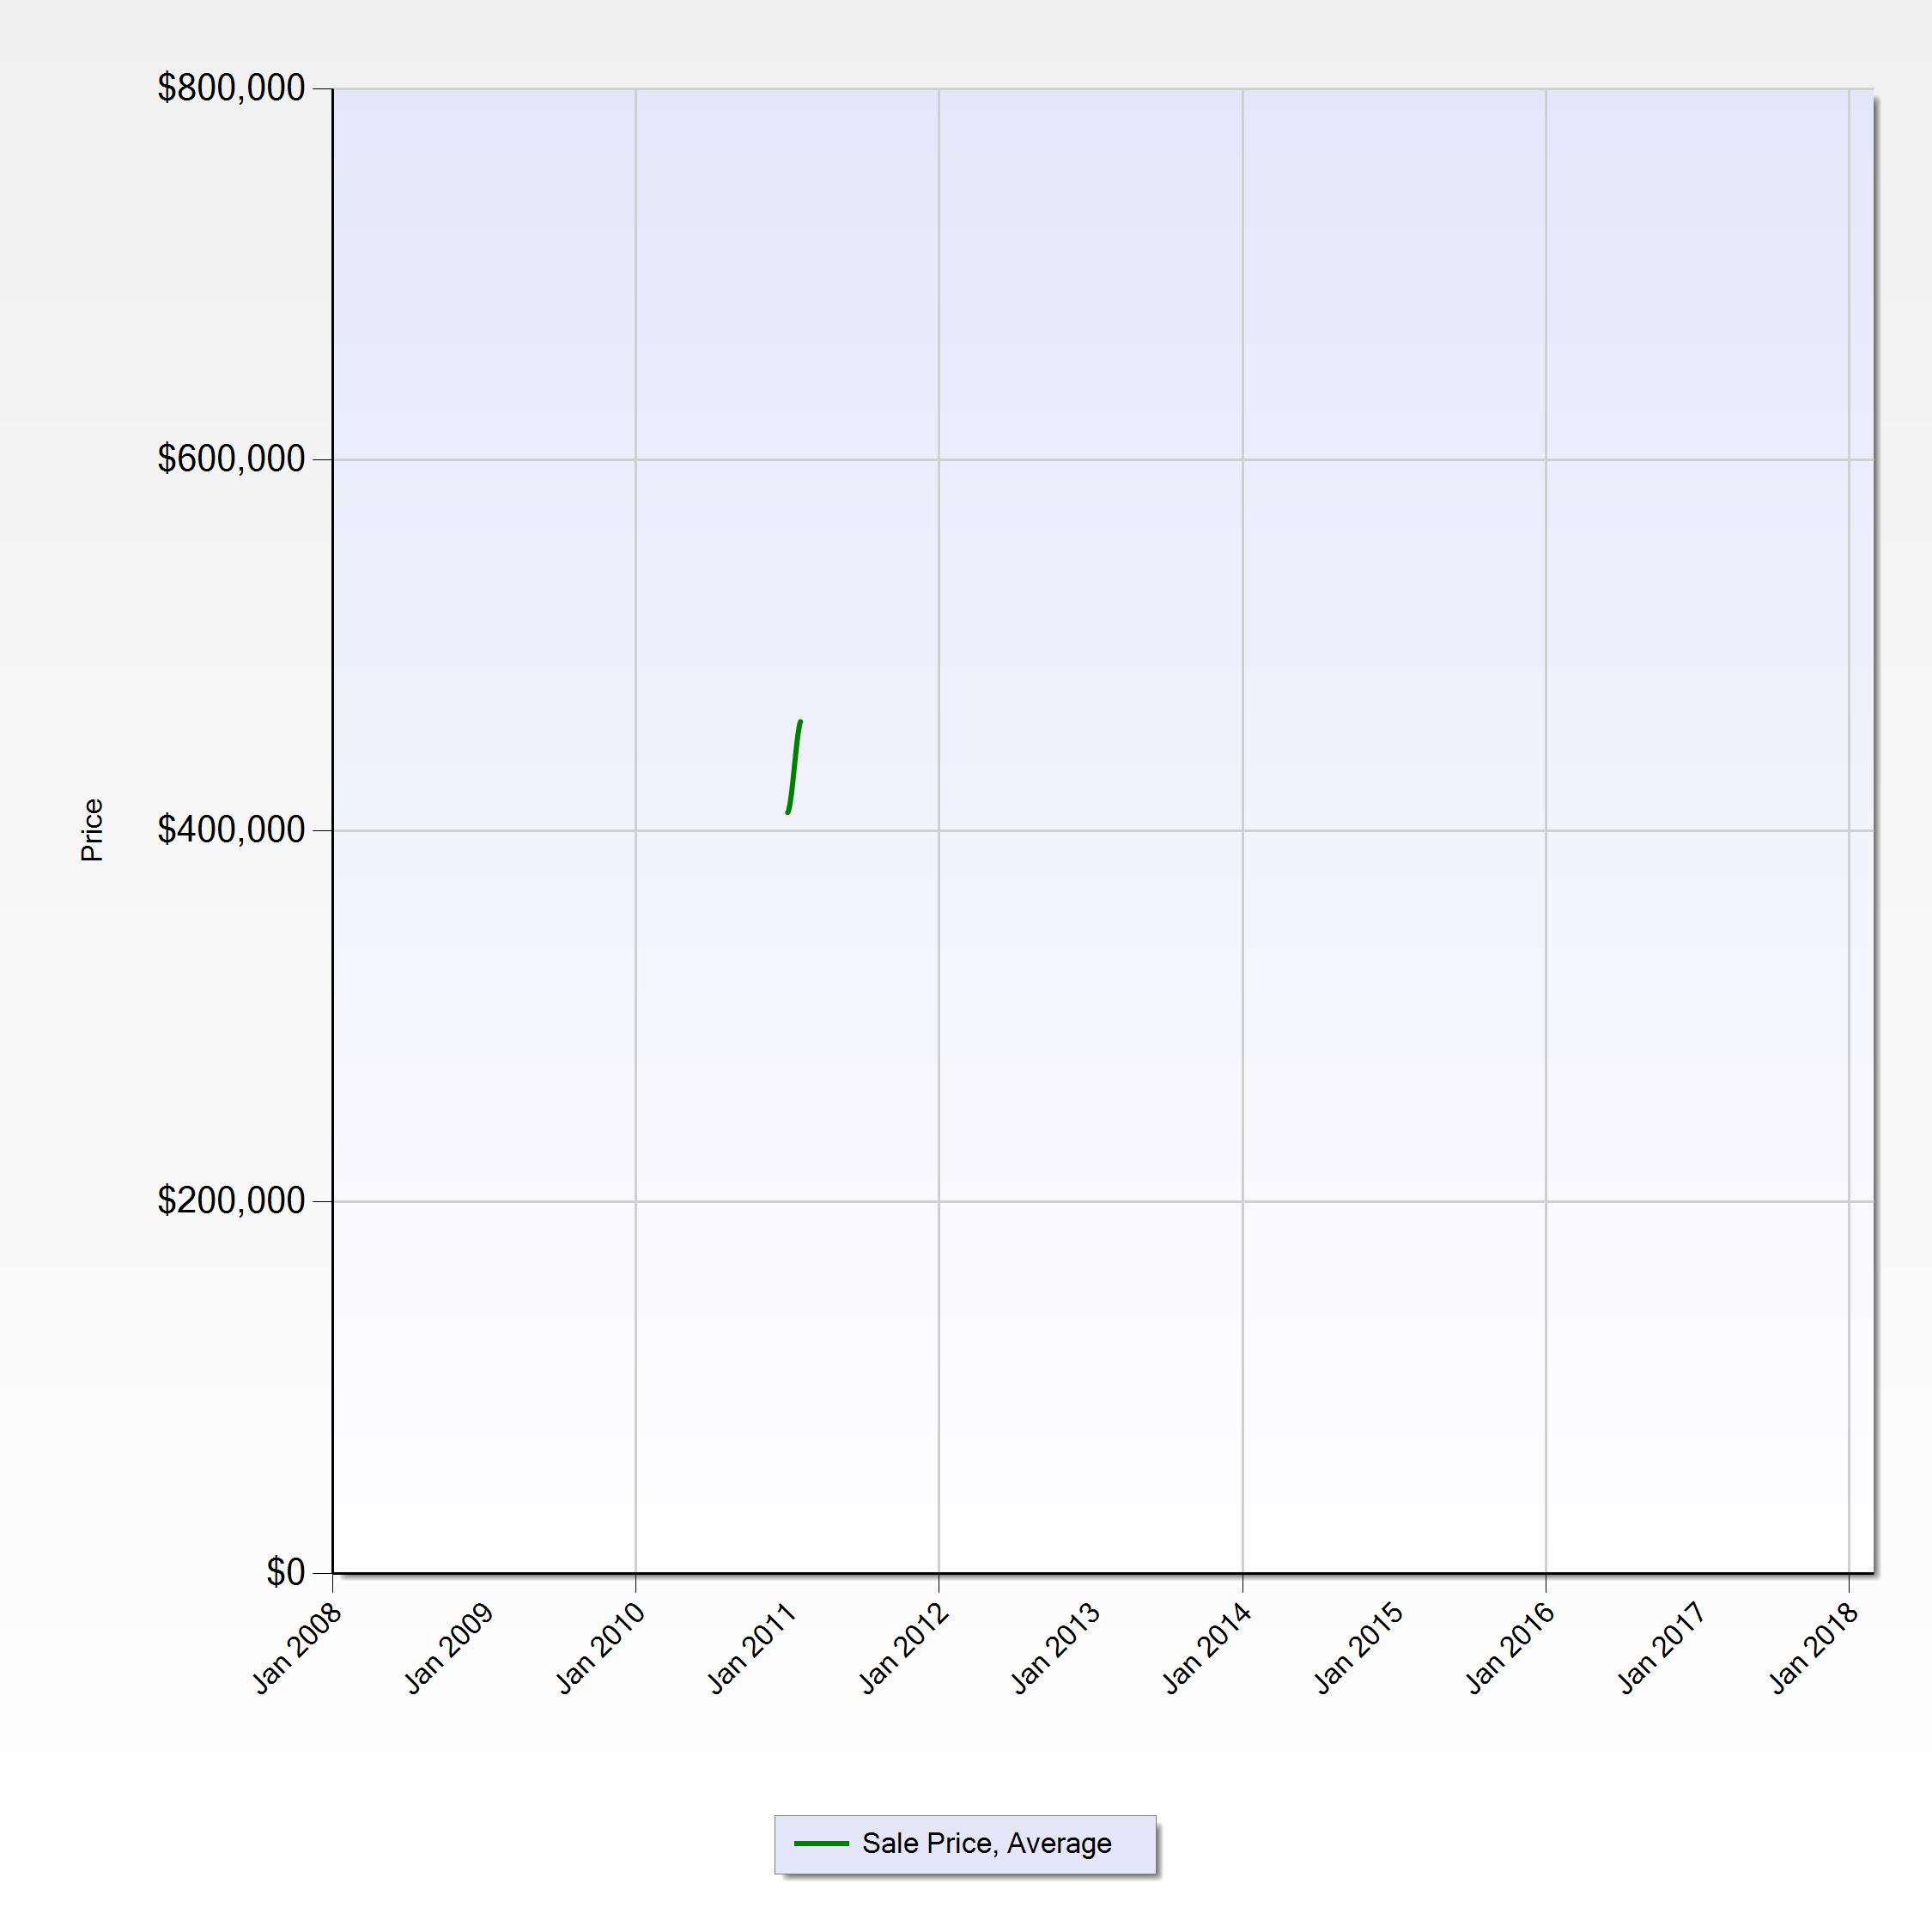 $800,000
$600,000
$400,000
$200,000
$0
Price
Jan 2008
Jan 2009
Jan 2010
Jan 2011
Jan 2012
Jan 2013
Jan 2014
Jan 2015
Jan 2016
Jan 2017
Jan 2018
Sale Price, Average